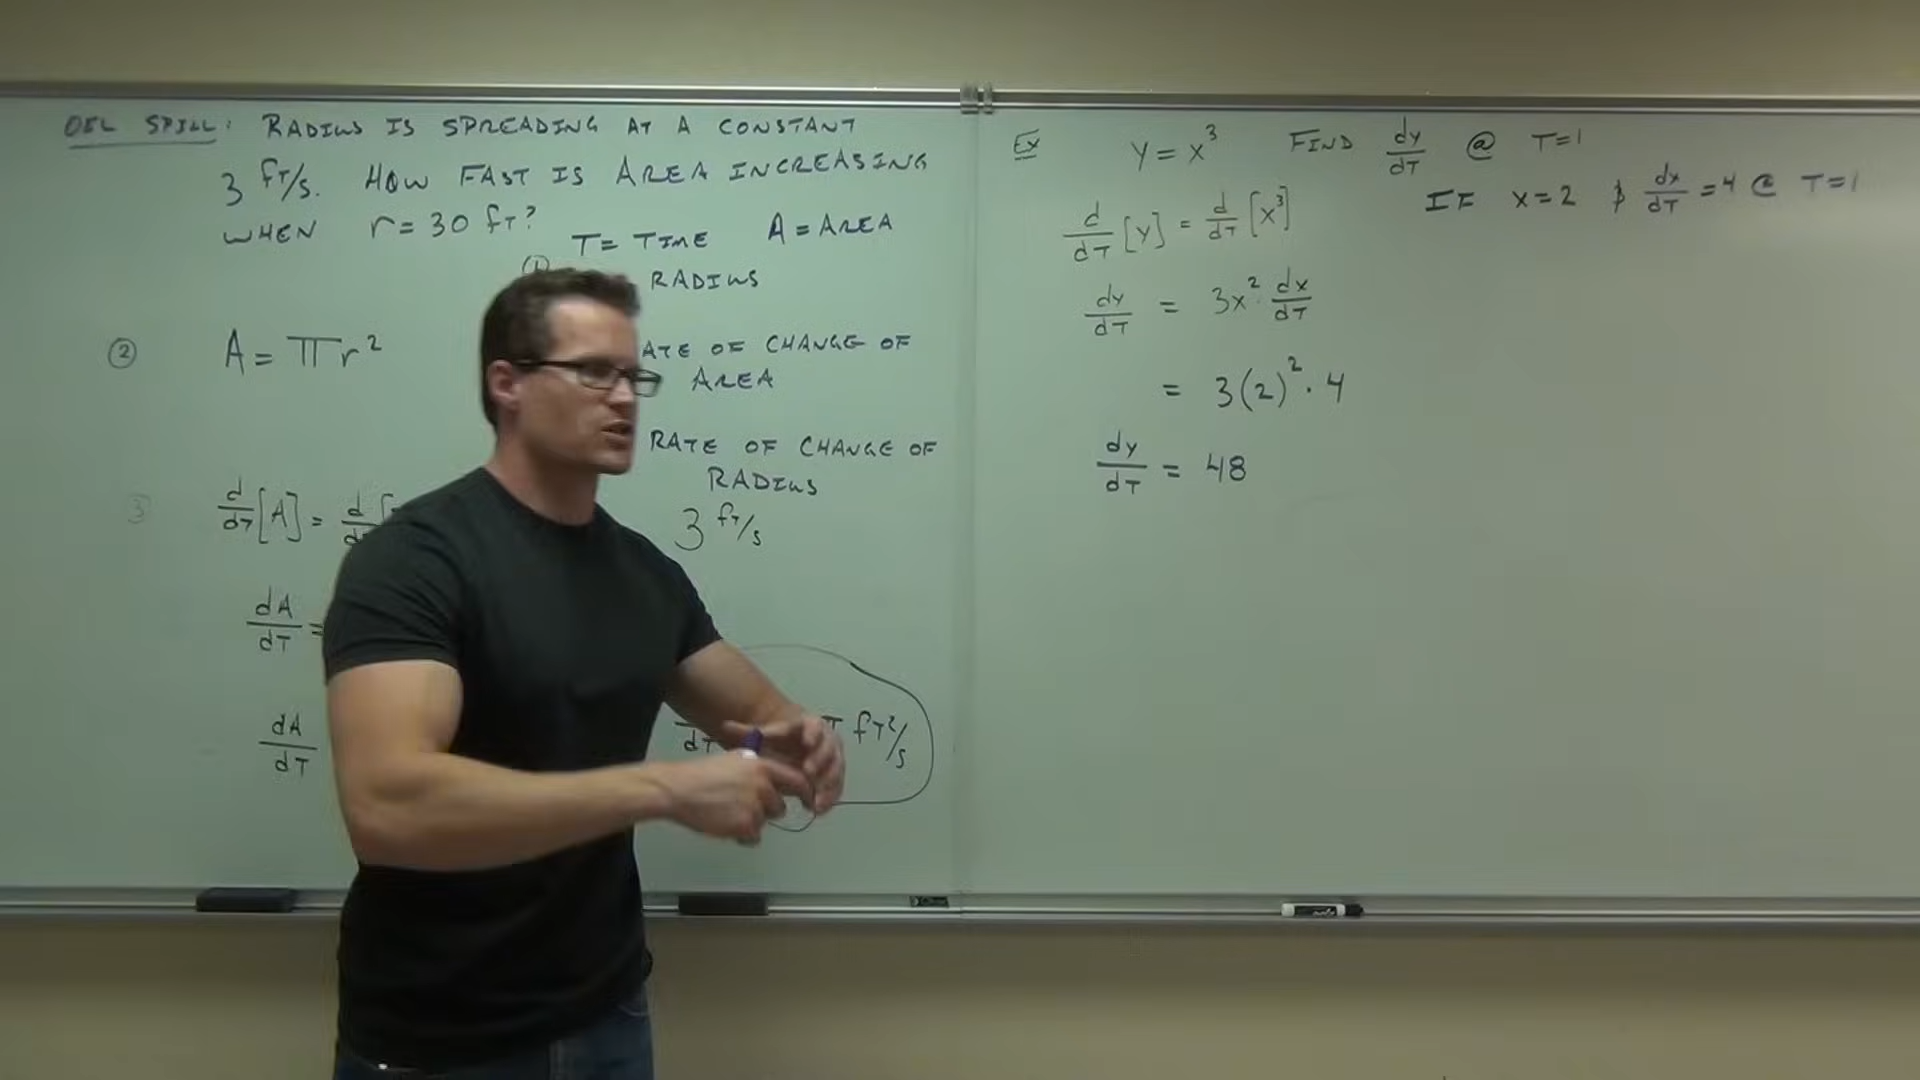 OIL SPILL: RADIUS IS SPREADING AT A CONSTANT
3 fT/s. HOW FAST IS AREA INCREASING
WHEN r = 30 fT?
T = TIME A = AREA
① RADIUS
② A = πr²
RATE OF CHANGE OF
AREA
RATE OF CHANGE OF
RADIUS
3 fT/s
3 d/dT [A] = d/dT [
dA/dT =
dA/dT
dT π fT²/s
Ex y = x³ FIND dy/dT @ T=1
IF x=2 & dx/dT = 4 @ T=1
d/dT [y] = d/dT [x³]
dy/dT = 3x² · dx/dT
= 3(2)² · 4
dy/dT = 48